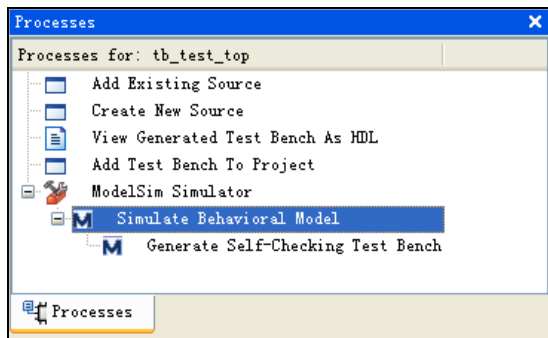 Processes
Processes for: tb_test_top
Add Existing Source
Create New Source
View Generated Test Bench As HDL
Add Test Bench To Project
ModelSim Simulator
Simulate Behavioral Model
Generate Self-Checking Test Bench
Processes